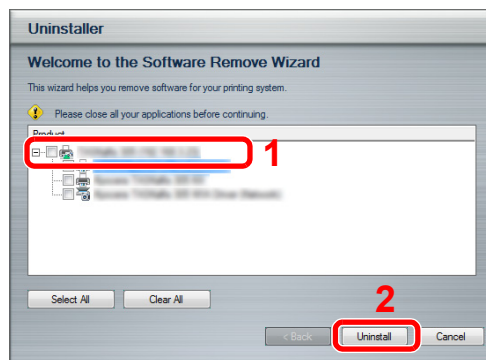 Uninstaller
Welcome to the Software Remove Wizard
This wizard helps you remove software for your printing system.
Please close all your applications before continuing.
Product
1
2
Select All
Clear All
< Back
Uninstall
Cancel